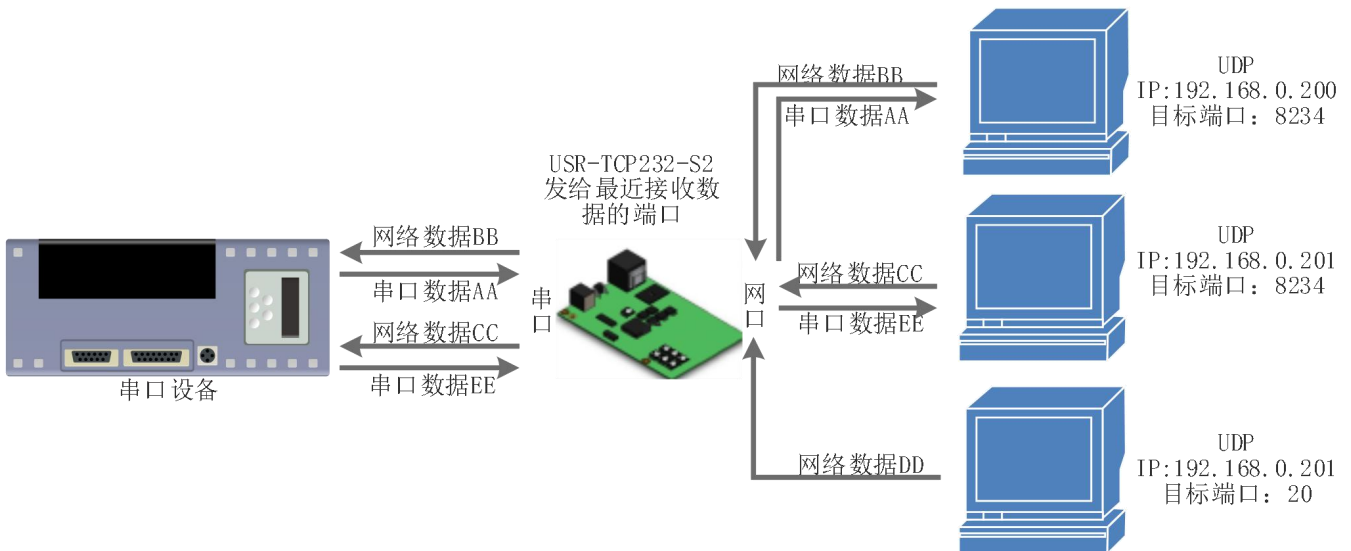 网络数据BB
串口数据AA
UDP
IP:192.168.0.200
目标端口：8234
USR-TCP232-S2
发给最近接收数
据的端口
网络数据BB
串口数据AA
网络数据CC
串口数据EE
串口设备
串口
网口
网络数据CC
串口数据EE
UDP
IP:192.168.0.201
目标端口：8234
网络数据DD
UDP
IP:192.168.0.201
目标端口：20